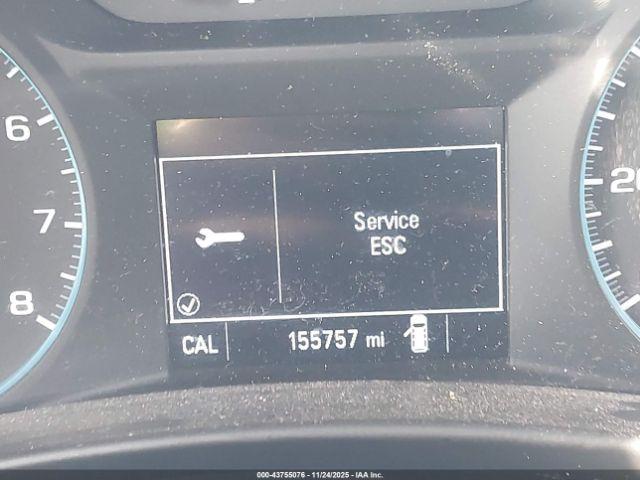 6
7
8
20
Service
ESC
CAL 155757 mi
000-43755076 - 11/24/2025 - IAA Inc.